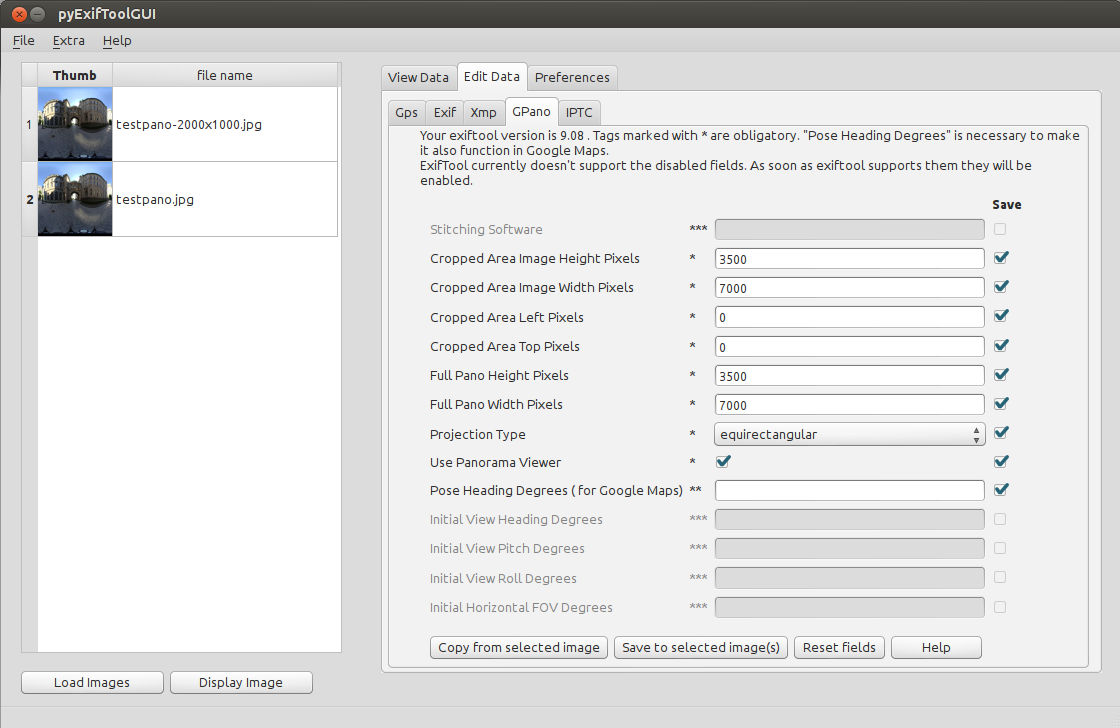 pyExifToolGUI
File Extra Help
Thumb file name
1 testpano-2000x1000.jpg
2 testpano.jpg
Load Images Display Image
View Data Edit Data Preferences
Gps Exif Xmp GPano IPTC
Your exiftool version is 9.08 . Tags marked with * are obligatory. "Pose Heading Degrees" is necessary to make
it also function in Google Maps.
ExifTool currently doesn't support the disabled fields. As soon as exiftool supports them they will be
enabled.
Save
Stitching Software ***
Cropped Area Image Height Pixels * 3500
Cropped Area Image Width Pixels * 7000
Cropped Area Left Pixels * 0
Cropped Area Top Pixels * 0
Full Pano Height Pixels * 3500
Full Pano Width Pixels * 7000
Projection Type * equirectangular
Use Panorama Viewer *
Pose Heading Degrees ( for Google Maps) **
Initial View Heading Degrees ***
Initial View Pitch Degrees ***
Initial View Roll Degrees ***
Initial Horizontal FOV Degrees ***
Copy from selected image Save to selected image(s) Reset fields Help